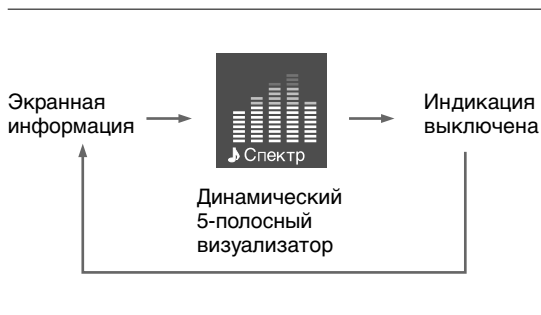 Экранная
информация
♪ Спектр
Динамический
5-полосный
визуализатор
Индикация
выключена